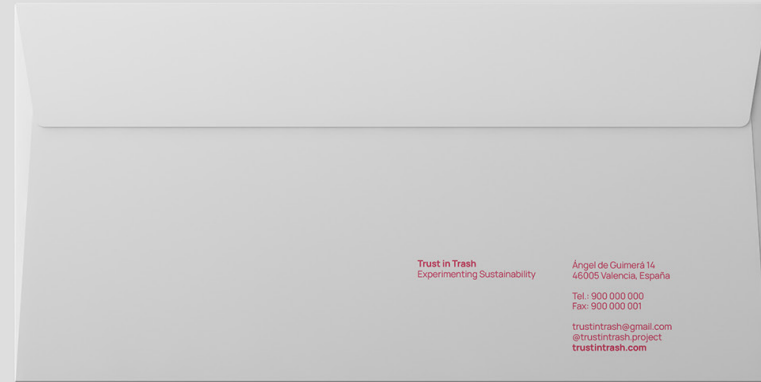 Trust in Trash
Experimenting Sustainability
Ángel de Guimerá 14
46005 Valencia, España
Tel.: 900 000 000
Fax: 900 000 001
trustintrash@gmail.com
@trustintrash.project
trustintrash.com